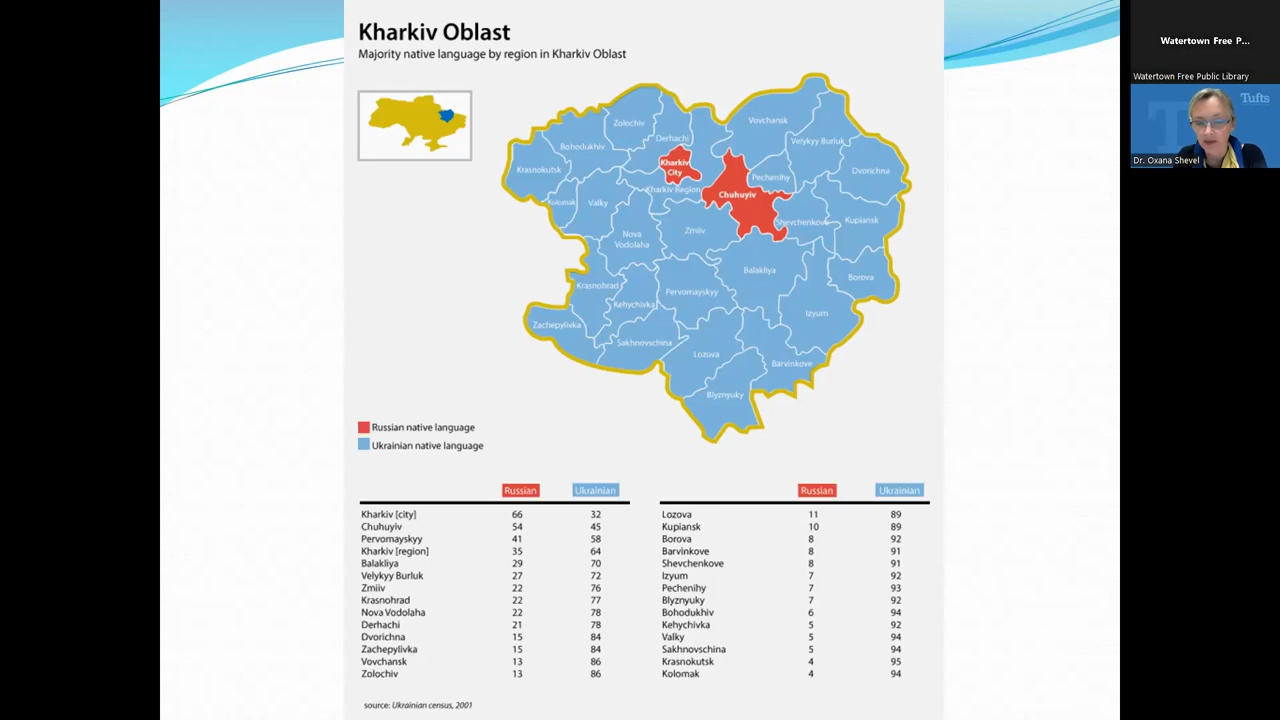 Kharkiv Oblast
Majority native language by region in Kharkiv Oblast
Zolochiv
Vovchansk
Derhachi
Velykyy Burluk
Bohodukhiv
Krasnokutsk
Kharkiv
City
Dvorichna
Pechenihy
Kharkiv Region
Chuhuyiv
Kolomak
Valky
Shevchenkove
Kupiansk
Zmiiv
Nova
Vodolaha
Balakliya
Borova
Krasnohrad
Pervomayskyy
Kehychivka
Izyum
Zachepylivka
Sakhnovschina
Lozova
Barvinkove
Blyznyuky
Russian native language
Ukrainian native language
Russian Ukrainian
Kharkiv [city] 66 32
Chuhuyiv 54 45
Pervomayskyy 41 58
Kharkiv [region] 35 64
Balakliya 29 70
Velykyy Burluk 27 72
Zmiiv 22 76
Krasnohrad 22 77
Nova Vodolaha 22 78
Derhachi 21 78
Dvorichna 15 84
Zachepylivka 15 84
Vovchansk 13 86
Zolochiv 13 86
Russian Ukrainian
Lozova 11 89
Kupiansk 10 89
Borova 8 92
Barvinkove 8 91
Shevchenkove 8 91
Izyum 7 92
Pechenihy 7 93
Blyznyuky 7 92
Bohodukhiv 6 94
Kehychivka 5 92
Valky 5 94
Sakhnovschina 5 94
Krasnokutsk 4 95
Kolomak 4 94
source: Ukrainian census, 2001
Watertown Free P...
Watertown Free Public Library
Tufts
T
Dr. Oxana Shevel